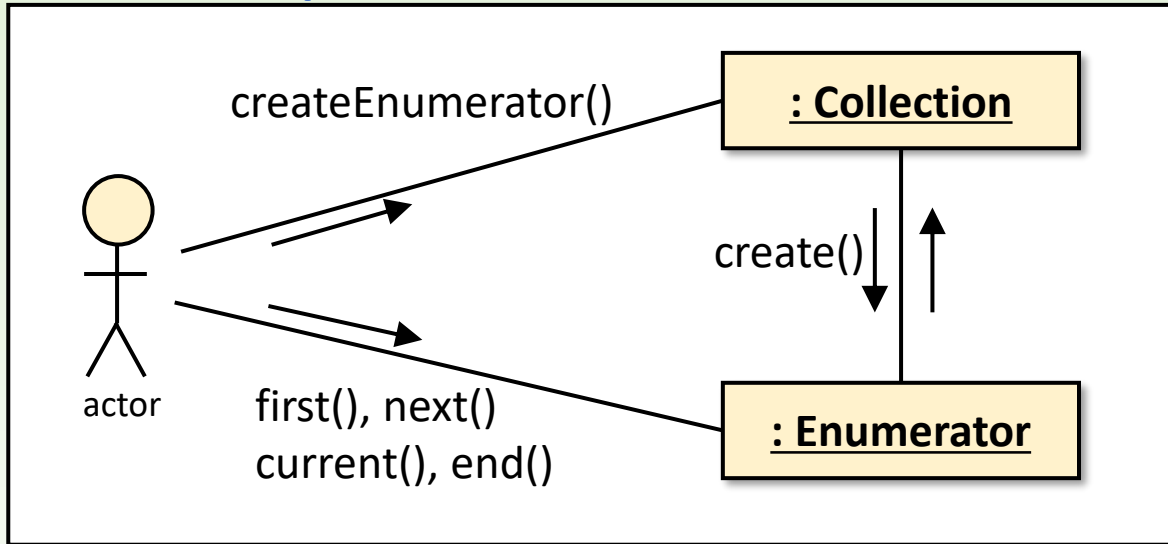 createEnumerator()
: Collection
create()
actor
first(), next()
current(), end()
: Enumerator